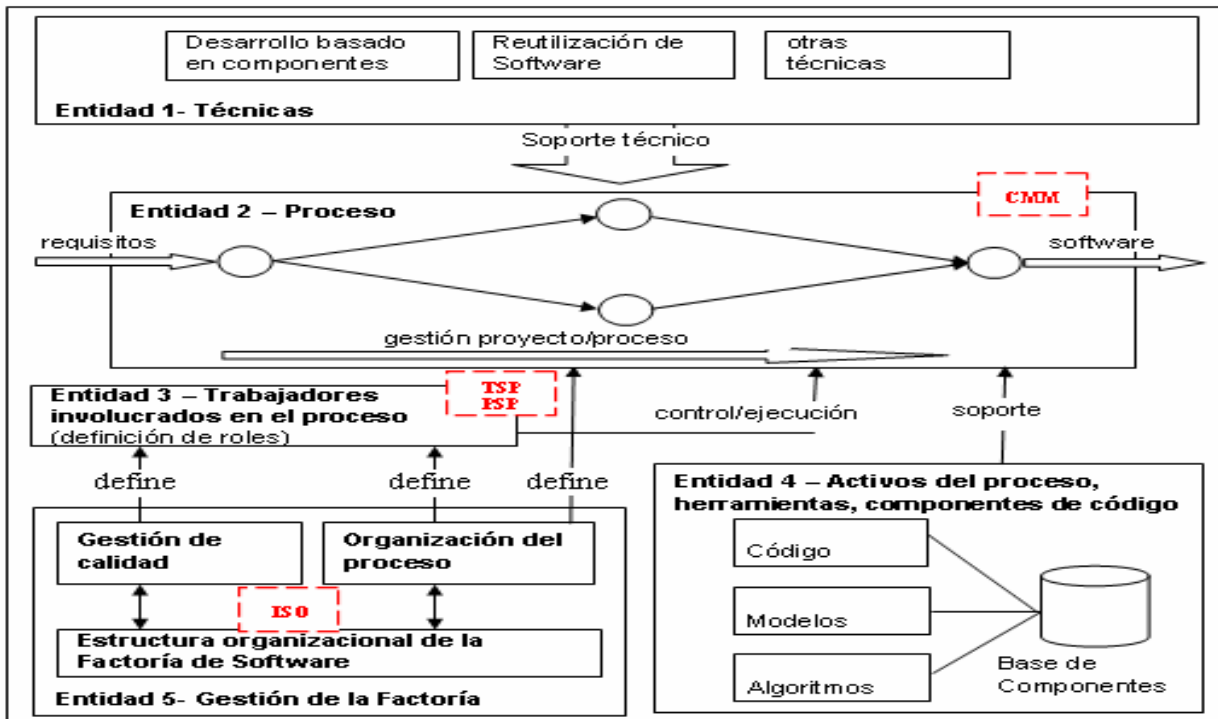 Desarrollo basado
en componentes
Reutilización de
Software
otras
técnicas
Entidad 1- Técnicas
Soporte técnico
Entidad 2 – Proceso
CMM
requisitos
software
gestión proyecto/proceso
Entidad 3 – Trabajadores
involucrados en el proceso
(definición de roles)
TSP
PSP
control/ejecución
soporte
define
define
define
Entidad 4 – Activos del proceso,
herramientas, componentes de código
Código
Modelos
Algoritmos
Base de
Componentes
Gestión de
calidad
Organización del
proceso
ISO
Estructura organizacional de la
Factoría de Software
Entidad 5- Gestión de la Factoría